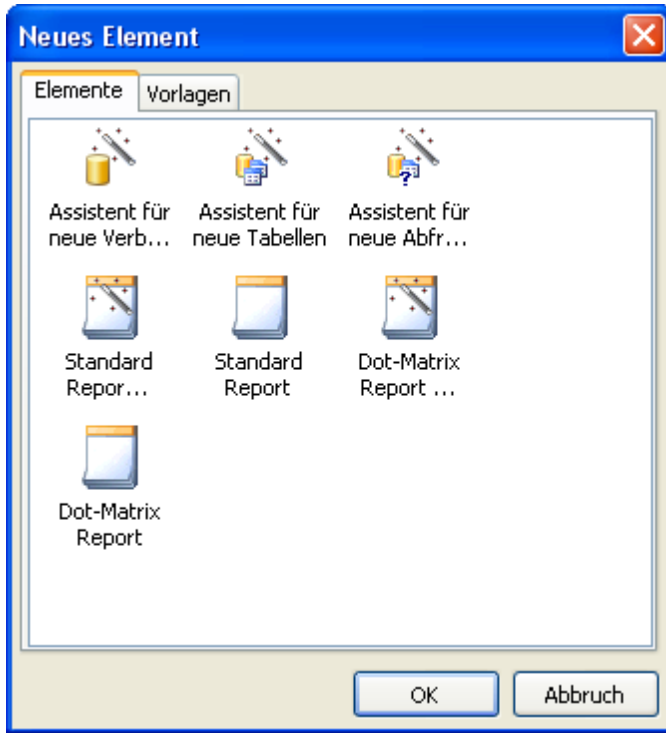 Neues Element
Elemente Vorlagen
Assistent für Assistent für Assistent für
neue Verb... neue Tabellen neue Abfr...
Standard Standard Dot-Matrix
Repor... Report Report ...
Dot-Matrix
Report
OK Abbruch